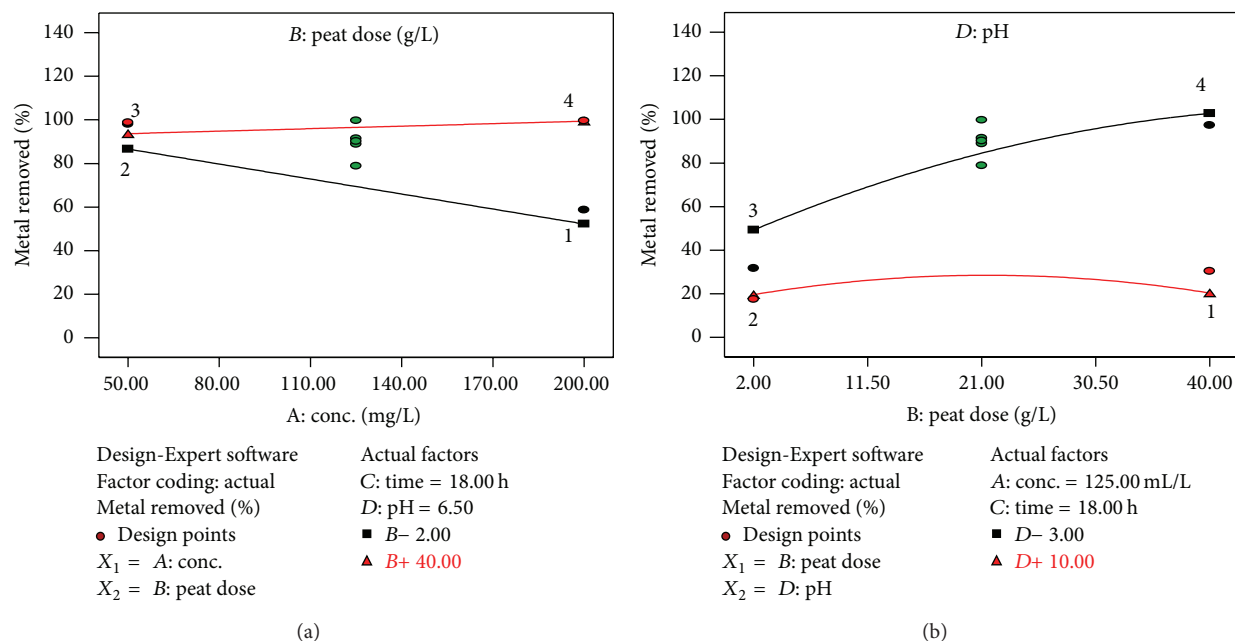 B: peat dose (g/L)
140
120
100
80
60
40
20
0
Metal removed (%)
3
2
4
1
50.00 80.00 110.00 140.00 170.00 200.00
A: conc. (mg/L)
Design-Expert software
Factor coding: actual
Metal removed (%)
Design points
X1 = A: conc.
X2 = B: peat dose
Actual factors
C: time = 18.00 h
D: pH = 6.50
B− 2.00
B+ 40.00
(a)
D: pH
140
120
100
80
60
40
20
0
Metal removed (%)
3
2
4
1
2.00 11.50 21.00 30.50 40.00
B: peat dose (g/L)
Design-Expert software
Factor coding: actual
Metal removed (%)
Design points
X1 = B: peat dose
X2 = D: pH
Actual factors
A: conc. = 125.00 mL/L
C: time = 18.00 h
D− 3.00
D+ 10.00
(b)